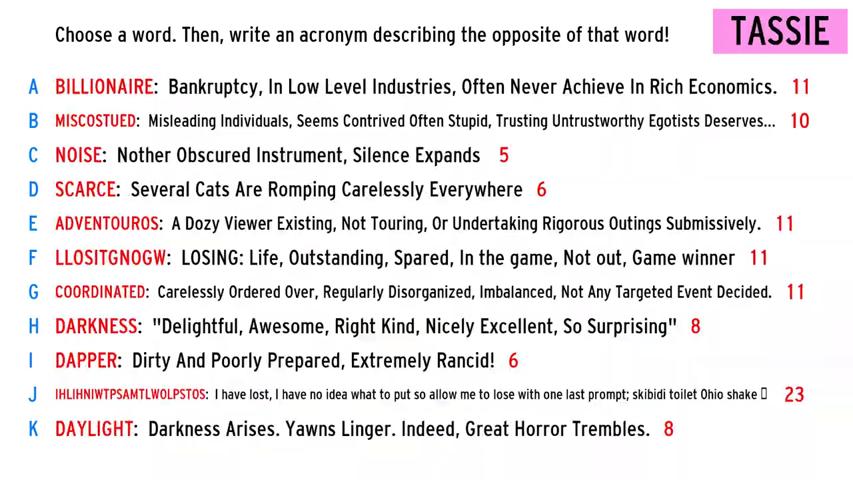 Choose a word. Then, write an acronym describing the opposite of that word!
TASSIE
A BILLIONAIRE: Bankruptcy, In Low Level Industries, Often Never Achieve In Rich Economics. 11
B MISCOSTUED: Misleading Individuals, Seems Contrived Often Stupid, Trusting Untrustworthy Egotists Deserves... 10
C NOISE: Nother Obscured Instrument, Silence Expands 5
D SCARCE: Several Cats Are Romping Carelessly Everywhere 6
E ADVENTOUROS: A Dozy Viewer Existing, Not Touring, Or Undertaking Rigorous Outings Submissively. 11
F LLOSITGNOGW: LOSING: Life, Outstanding, Spared, In the game, Not out, Game winner 11
G COORDINATED: Carelessly Ordered Over, Regularly Disorganized, Imbalanced, Not Any Targeted Event Decided. 11
H DARKNESS: "Delightful, Awesome, Right Kind, Nicely Excellent, So Surprising" 8
I DAPPER: Dirty And Poorly Prepared, Extremely Rancid! 6
J IHLIHNIWTPSAMTLWOLPSTOS: I have lost, I have no idea what to put so allow me to lose with one last prompt; skibidi toilet Ohio shake 23
K DAYLIGHT: Darkness Arises. Yawns Linger. Indeed, Great Horror Trembles. 8